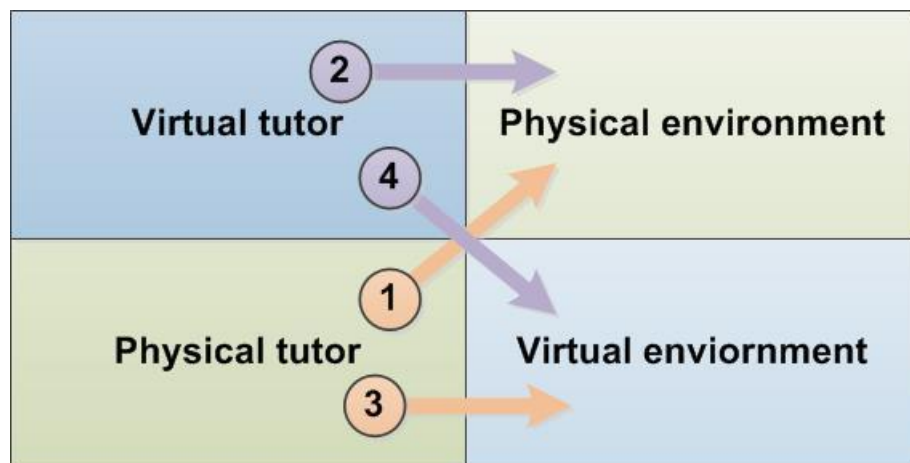 2
Virtual tutor
Physical environment
4
1
Physical tutor
Virtual enviornment
3